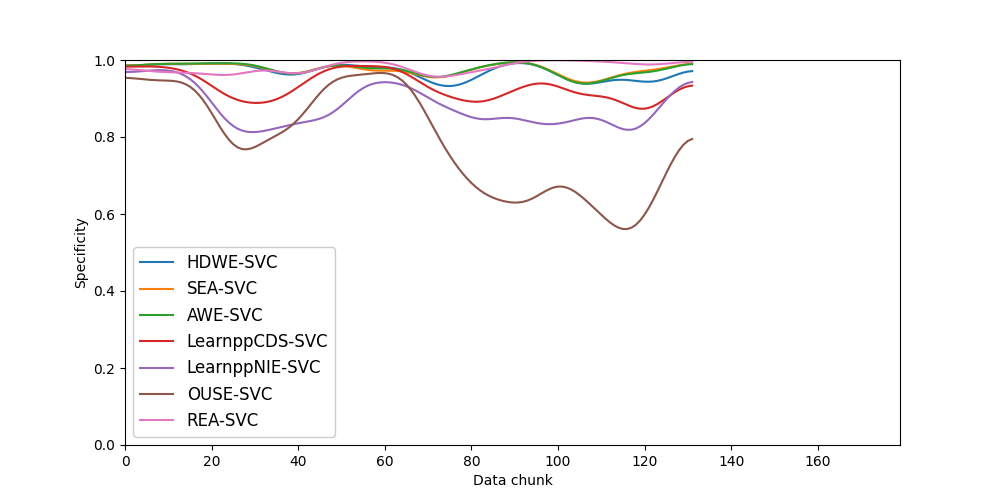 1.0
0.8
0.6
0.4
0.2
0.0
Specificity
HDWE-SVC
SEA-SVC
AWE-SVC
LearnppCDS-SVC
LearnppNIE-SVC
OUSE-SVC
REA-SVC
0 20 40 60 80 100 120 140 160
Data chunk